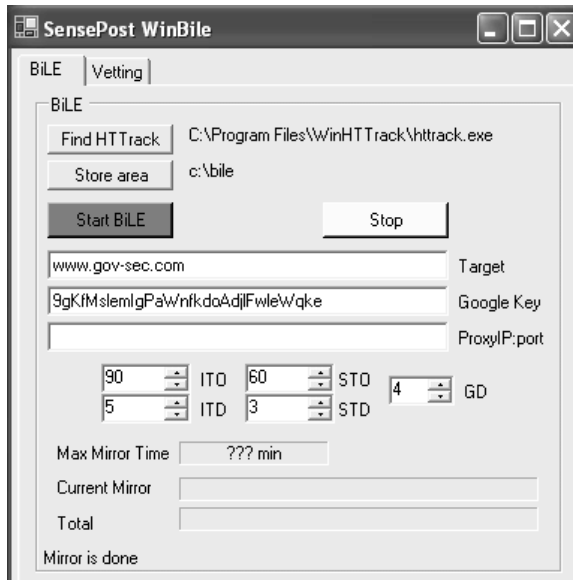 SensePost WinBile
BiLE Vetting
BiLE
Find HTTrack C:\Program Files\WinHTTrack\httrack.exe
Store area c:\bile
Start BiLE Stop
www.gov-sec.com Target
9gKfMslemlgPaWnfkdoAdjlFwleWqke Google Key
ProxyIP:port
90 ITO 60 STO 4 GD
5 ITD 3 STD
Max Mirror Time ??? min
Current Mirror
Total
Mirror is done